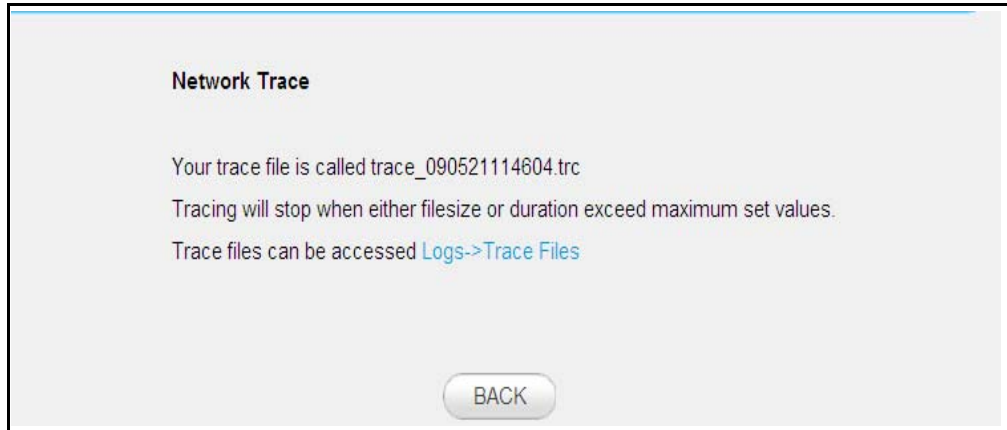 Network Trace
Your trace file is called trace_090521114604.trc
Tracing will stop when either filesize or duration exceed maximum set values.
Trace files can be accessed Logs->Trace Files
BACK